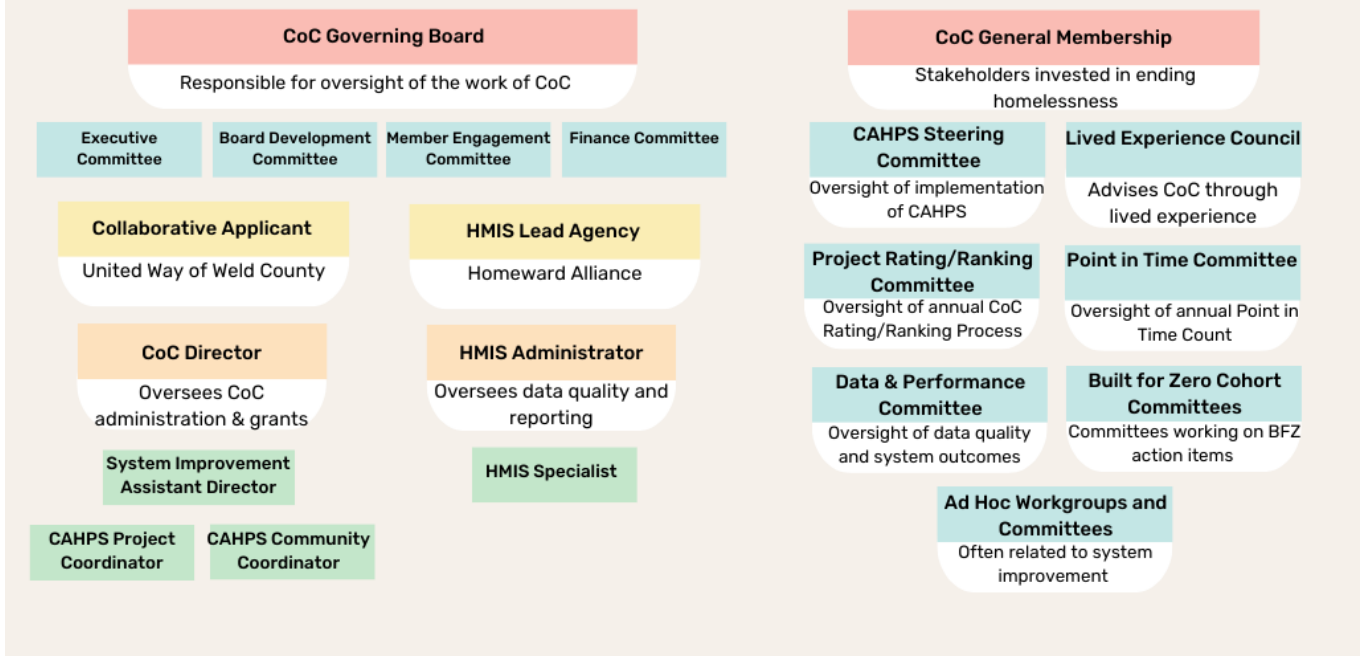 CoC Governing Board
Responsible for oversight of the work of CoC
Executive
Committee
Board Development
Committee
Member Engagement
Committee
Finance Committee
Collaborative Applicant
United Way of Weld County
HMIS Lead Agency
Homeward Alliance
CoC Director
Oversees CoC
administration & grants
HMIS Administrator
Oversees data quality and
reporting
System Improvement
Assistant Director
HMIS Specialist
CAHPS Project
Coordinator
CAHPS Community
Coordinator
CoC General Membership
Stakeholders invested in ending
homelessness
CAHPS Steering
Committee
Oversight of implementation
of CAHPS
Lived Experience Council
Advises CoC through
lived experience
Project Rating/Ranking
Committee
Oversight of annual CoC
Rating/Ranking Process
Point in Time Committee
Oversight of annual Point in
Time Count
Data & Performance
Committee
Oversight of data quality
and system outcomes
Built for Zero Cohort
Committees
Committees working on BFZ
action items
Ad Hoc Workgroups and
Committees
Often related to system
improvement